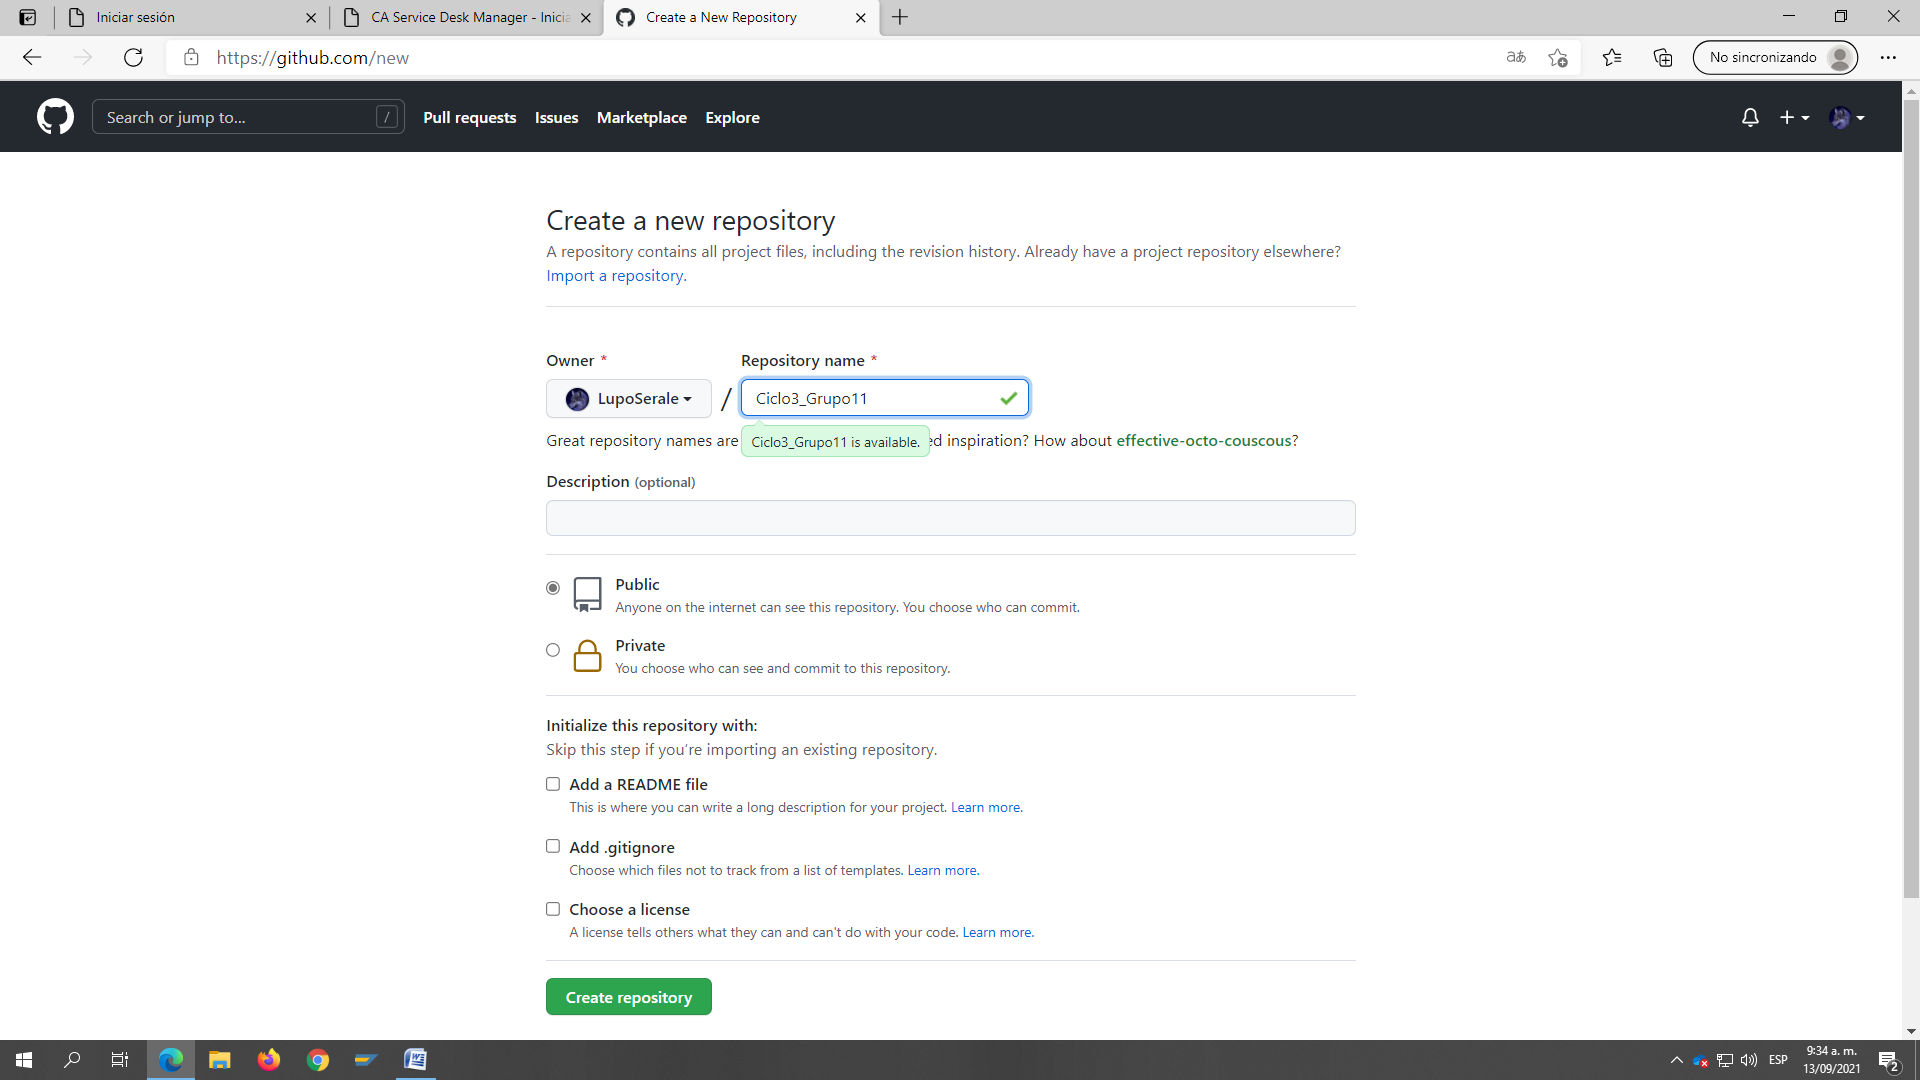 Iniciar sesión
CA Service Desk Manager - Inicia
Create a New Repository
https://github.com/new
aあ
No sincronizando
Search or jump to...
/
Pull requests
Issues
Marketplace
Explore
Create a new repository
A repository contains all project files, including the revision history. Already have a project repository elsewhere?
Import a repository.
Owner *
Repository name *
LupoSerale
/
Ciclo3_Grupo11
Great repository names are
Ciclo3_Grupo11 is available.
ed inspiration? How about effective-octo-couscous?
Description (optional)
Public
Anyone on the internet can see this repository. You choose who can commit.
Private
You choose who can see and commit to this repository.
Initialize this repository with:
Skip this step if you're importing an existing repository.
Add a README file
This is where you can write a long description for your project. Learn more.
Add .gitignore
Choose which files not to track from a list of templates. Learn more.
Choose a license
A license tells others what they can and can't do with your code. Learn more.
Create repository
ESP
9:34 a. m.
13/09/2021
2